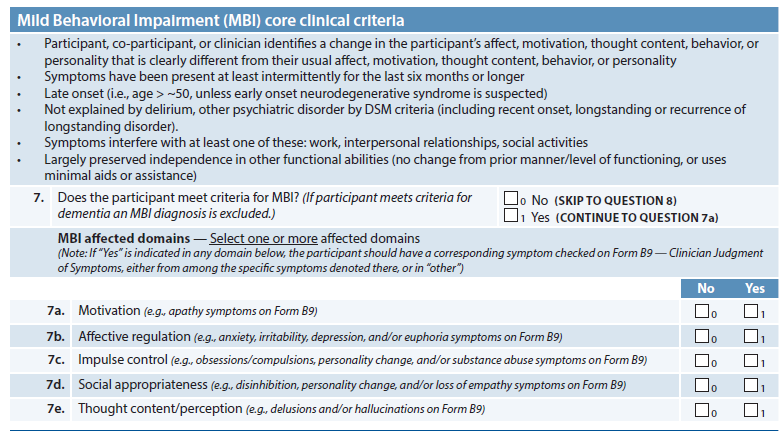 Mild Behavioral Impairment (MBI) core clinical criteria
• Participant, co-participant, or clinician identifies a change in the participant's affect, motivation, thought content, behavior, or
personality that is clearly different from their usual affect, motivation, thought content, behavior, or personality
• Symptoms have been present at least intermittently for the last six months or longer
• Late onset (i.e., age > ~50, unless early onset neurodegenerative syndrome is suspected)
• Not explained by delirium, other psychiatric disorder by DSM criteria (including recent onset, longstanding or recurrence of
longstanding disorder).
• Symptoms interfere with at least one of these: work, interpersonal relationships, social activities
• Largely preserved independence in other functional abilities (no change from prior manner/level of functioning, or uses
minimal aids or assistance)
7. Does the participant meet criteria for MBI? (If participant meets criteria for □0 No (SKIP TO QUESTION 8)
dementia an MBI diagnosis is excluded.) □1 Yes (CONTINUE TO QUESTION 7a)
MBI affected domains — Select one or more affected domains
(Note: If "Yes" is indicated in any domain below, the participant should have a corresponding symptom checked on Form B9 — Clinician Judgment
of Symptoms, either from among the specific symptoms denoted there, or in "other")
No Yes
7a. Motivation (e.g., apathy symptoms on Form B9) □0 □1
7b. Affective regulation (e.g., anxiety, irritability, depression, and/or euphoria symptoms on Form B9) □0 □1
7c. Impulse control (e.g., obsessions/compulsions, personality change, and/or substance abuse symptoms on Form B9) □0 □1
7d. Social appropriateness (e.g., disinhibition, personality change, and/or loss of empathy symptoms on Form B9) □0 □1
7e. Thought content/perception (e.g., delusions and/or hallucinations on Form B9) □0 □1